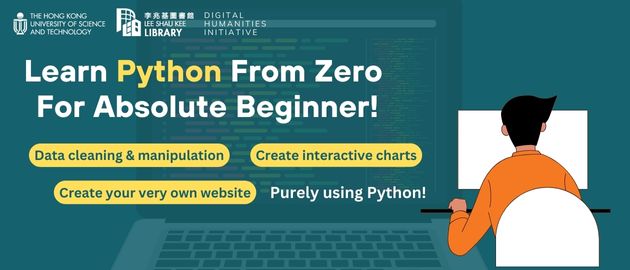 THE HONG KONG
UNIVERSITY OF SCIENCE
AND TECHNOLOGY
李兆基圖書館
LEE SHAU KEE
LIBRARY
DIGITAL
HUMANITIES
INITIATIVE
Learn Python From Zero
For Absolute Beginner!
Data cleaning & manipulation
Create interactive charts
Create your very own website
Purely using Python!